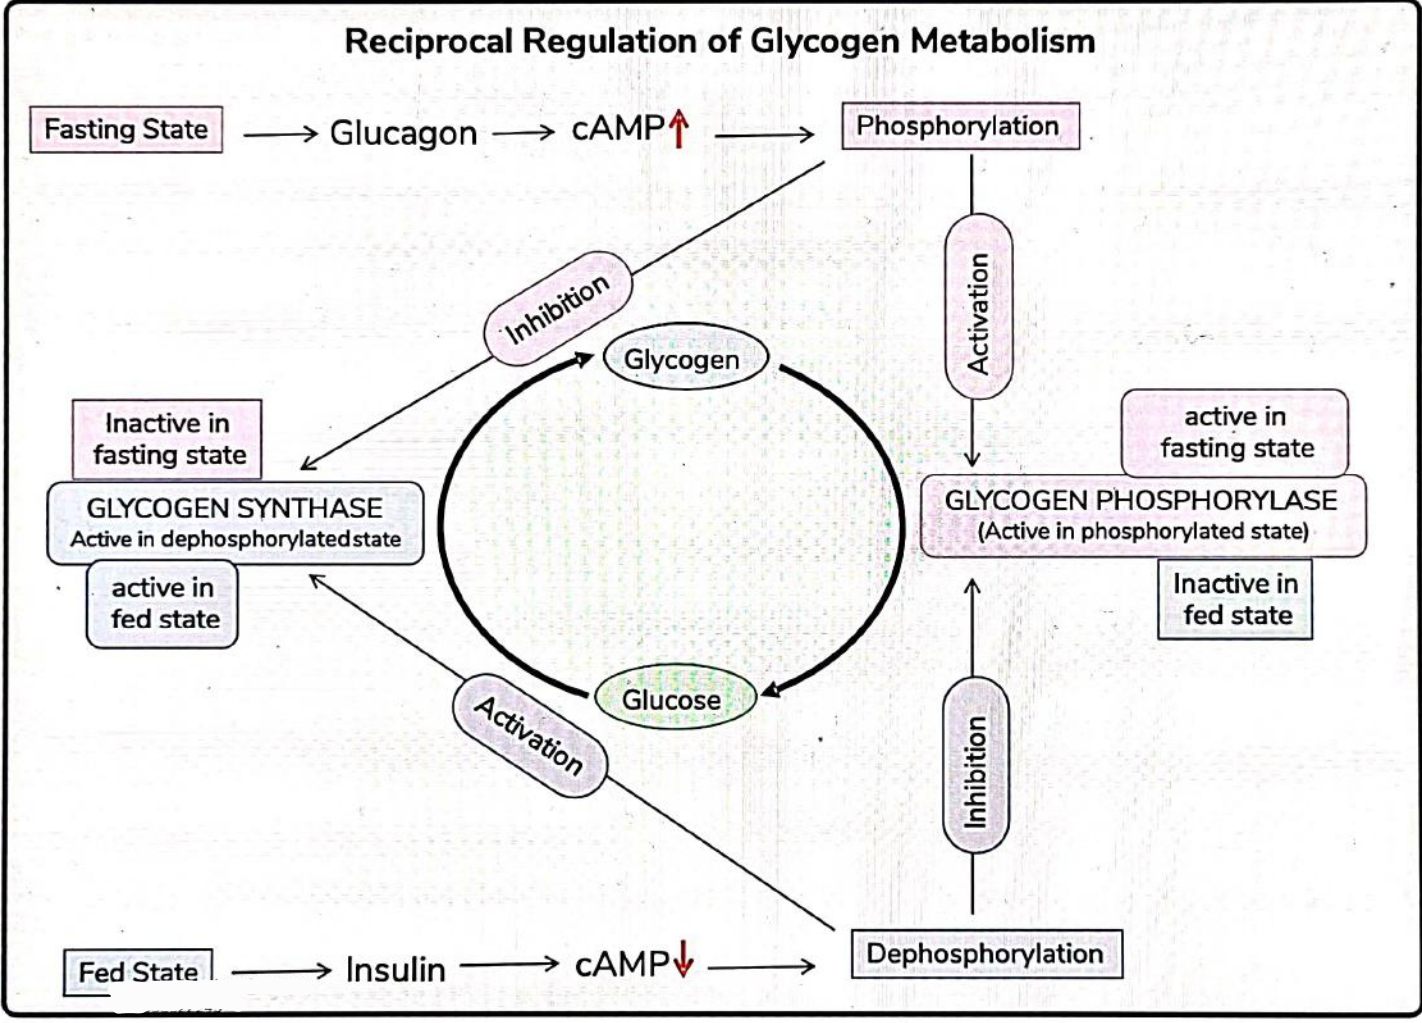 Reciprocal Regulation of Glycogen Metabolism
Fasting State
Glucagon
cAMP
Phosphorylation
Inhibition
Activation
Glycogen
Inactive in
fasting state
active in
fasting state
GLYCOGEN SYNTHASE
Active in dephosphorylated state
GLYCOGEN PHOSPHORYLASE
(Active in phosphorylated state)
active in
fed state
Inactive in
fed state
Glucose
Activation
Inhibition
Fed State
Insulin
cAMP
Dephosphorylation